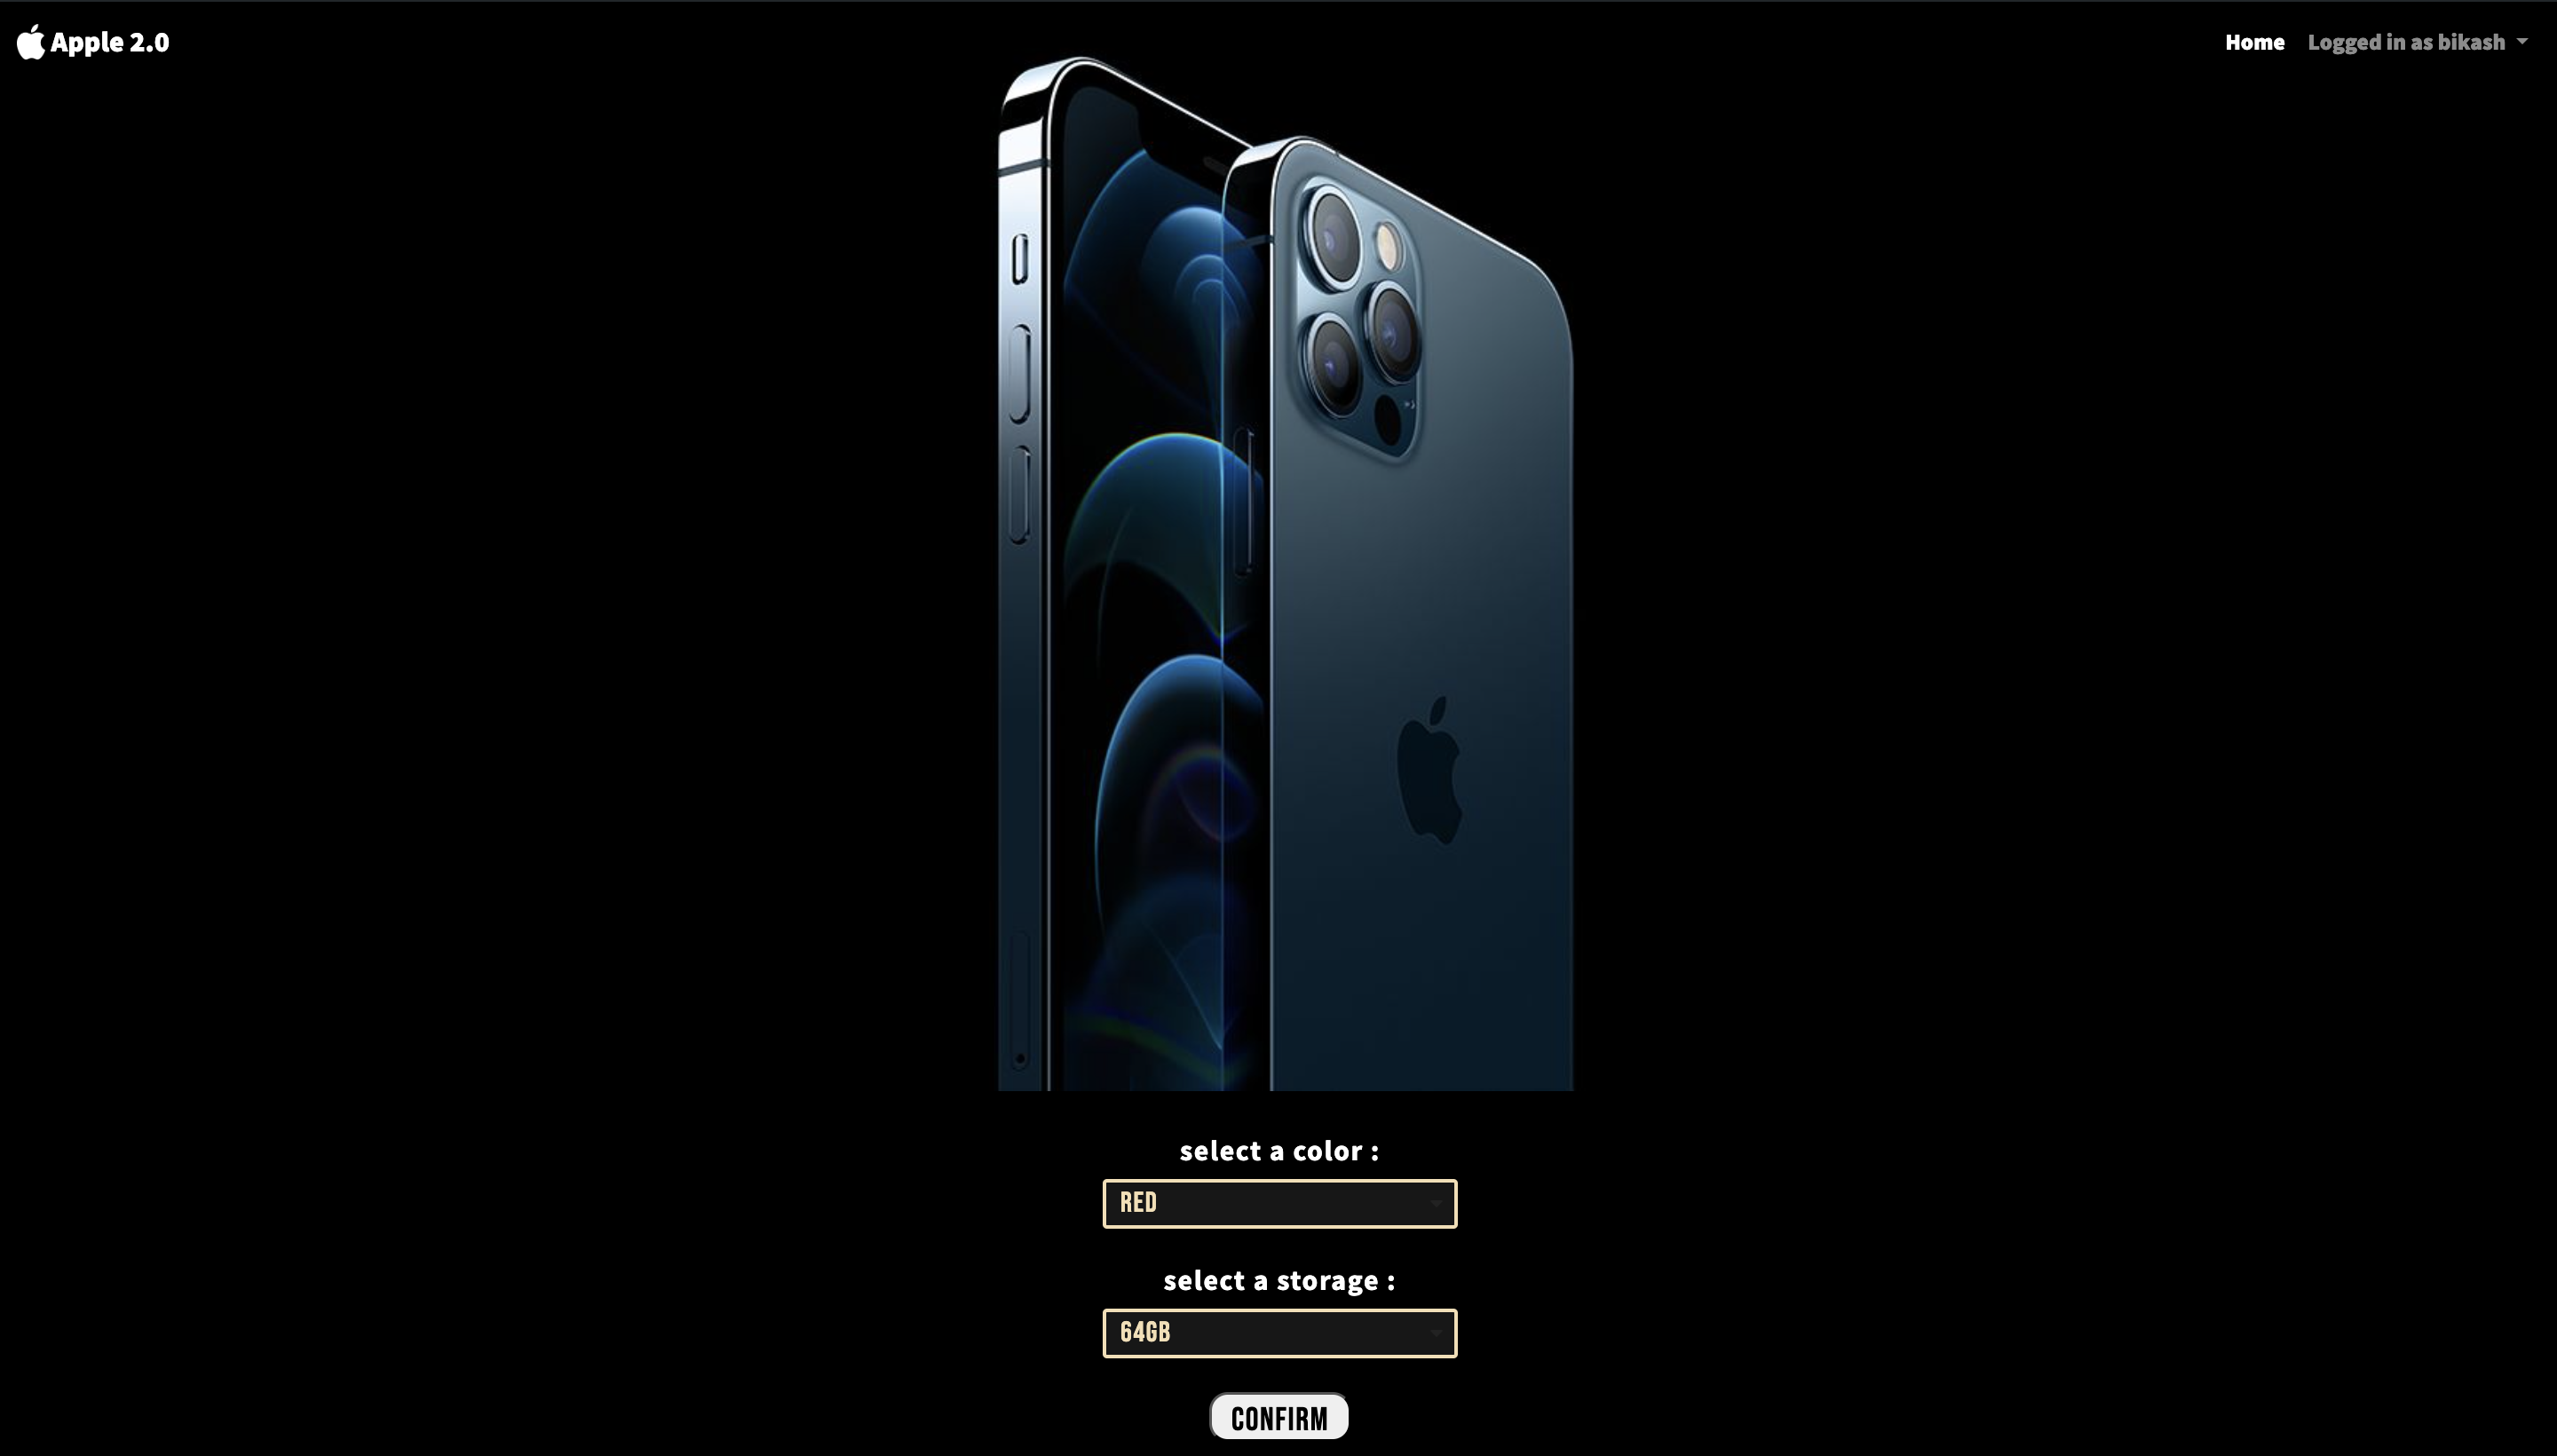 Apple 2.0
Home Logged in as bikash
select a color :
RED
select a storage :
64GB
CONFIRM